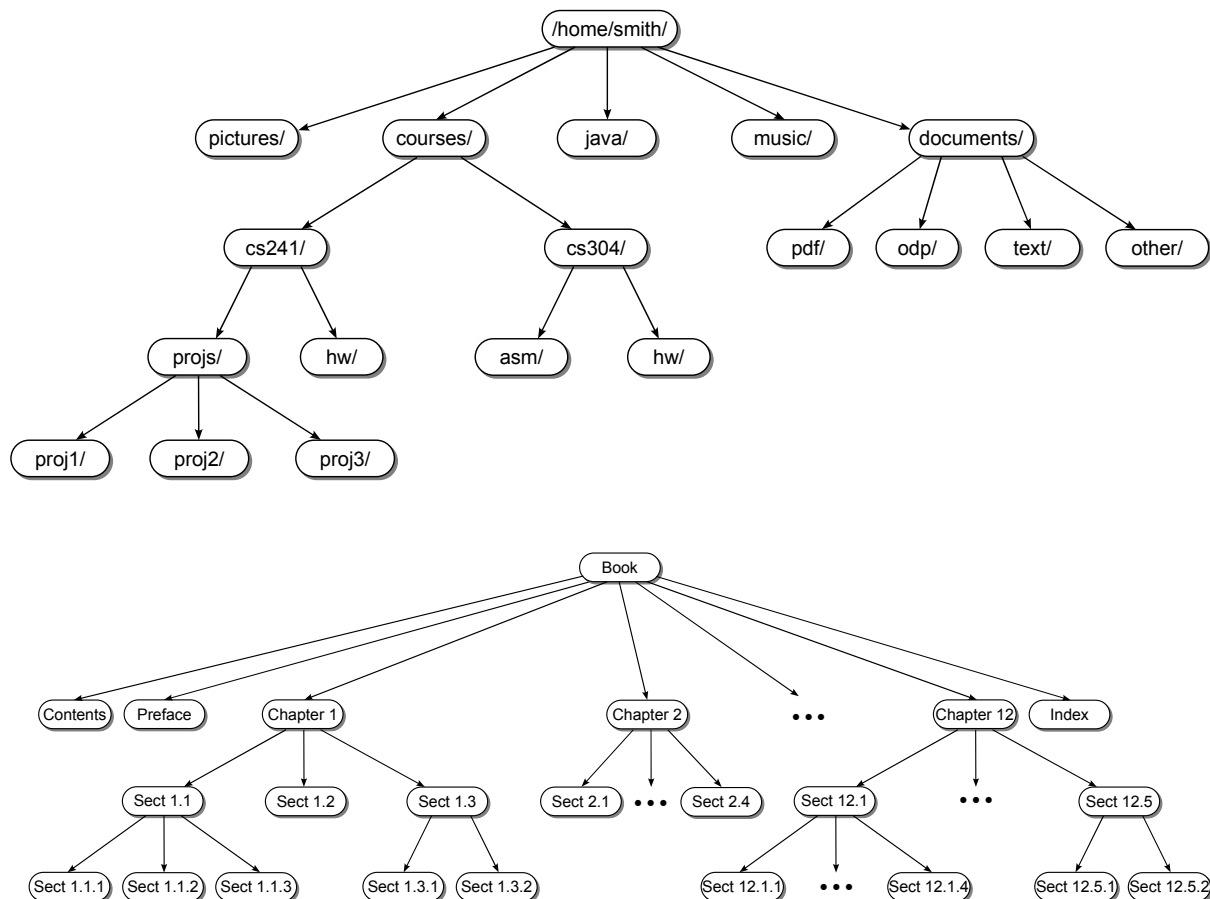 /home/smith/
pictures/ courses/ java/ music/ documents/
cs241/ cs304/ pdf/ odp/ text/ other/
projs/ hw/ asm/ hw/
proj1/ proj2/ proj3/
Book
Contents Preface Chapter 1 Chapter 2 ••• Chapter 12 Index
Sect 1.1 Sect 1.2 Sect 1.3 Sect 2.1 ••• Sect 2.4 Sect 12.1 ••• Sect 12.5
Sect 1.1.1 Sect 1.1.2 Sect 1.1.3 Sect 1.3.1 Sect 1.3.2 Sect 12.1.1 ••• Sect 12.1.4 Sect 12.5.1 Sect 12.5.2